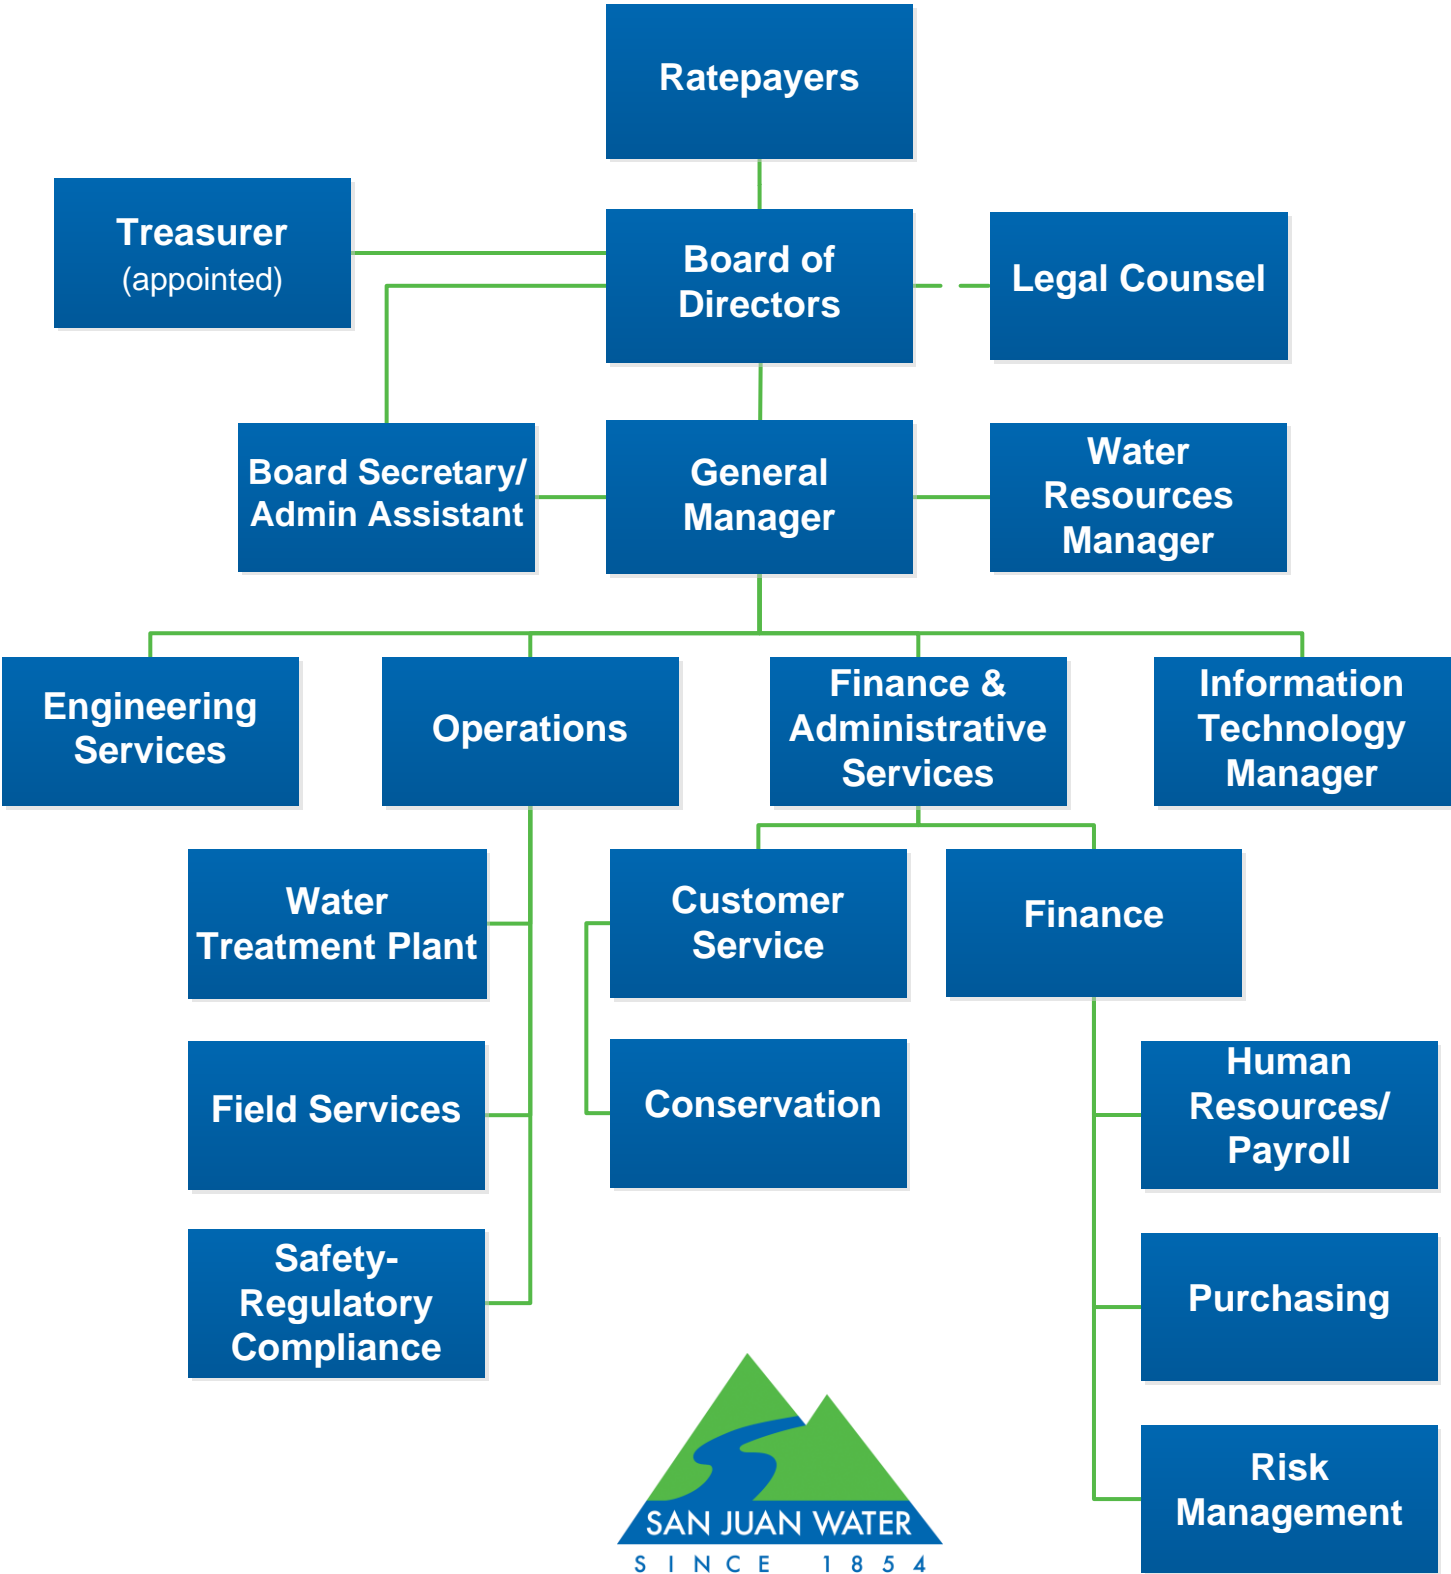 Ratepayers
Treasurer
(appointed)
Board of
Directors
Legal Counsel
Board Secretary/
Admin Assistant
General
Manager
Water
Resources
Manager
Engineering
Services
Operations
Finance &
Administrative
Services
Information
Technology
Manager
Water
Treatment Plant
Customer
Service
Finance
Field Services
Conservation
Human
Resources/
Payroll
Safety-
Regulatory
Compliance
Purchasing
Risk
Management
SAN JUAN WATER
SINCE 1854